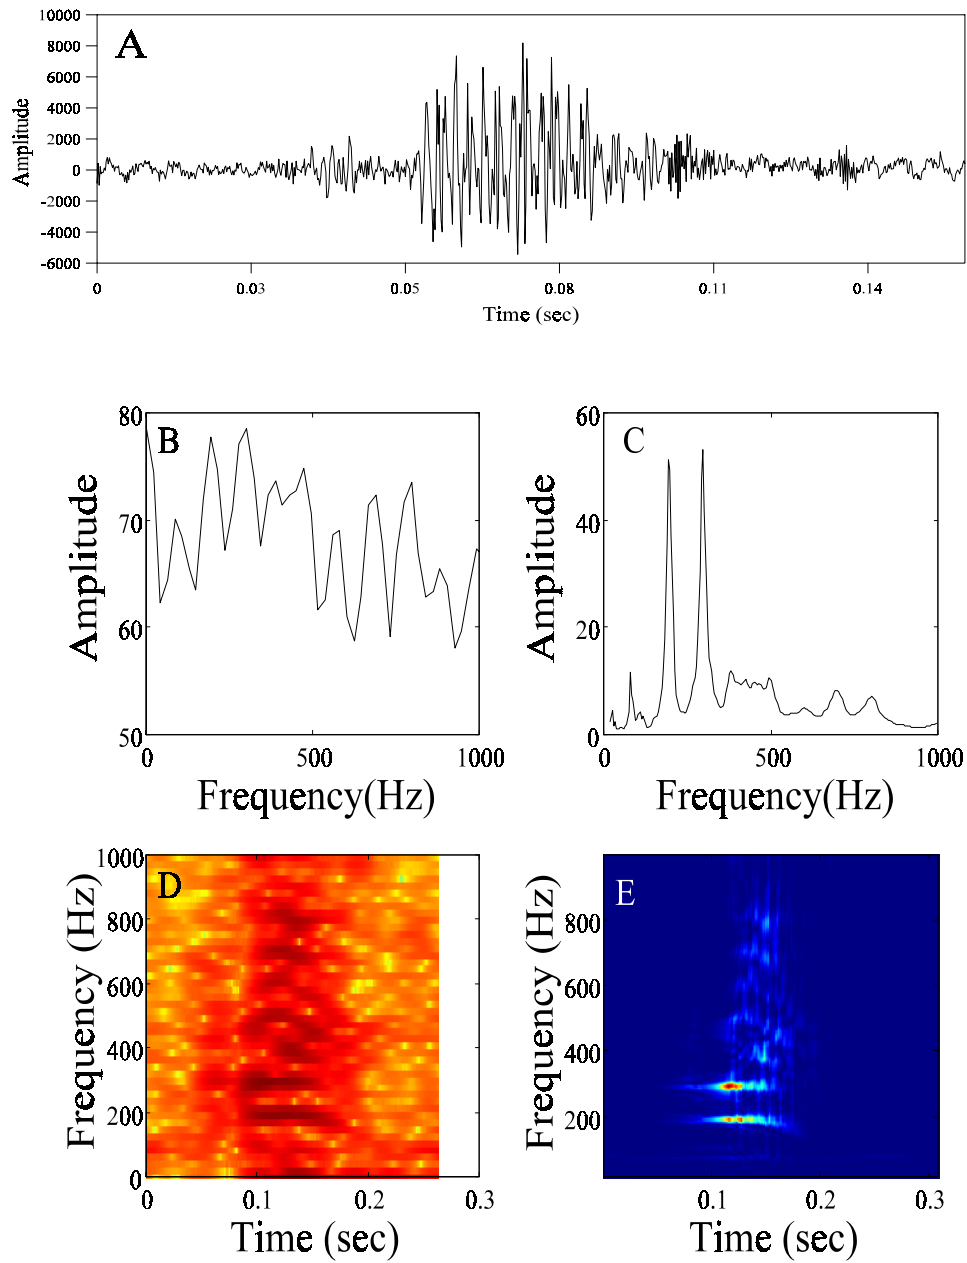 A
Amplitude
10000
8000
6000
4000
2000
0
-2000
-4000
-6000
0 0.03 0.05 0.08 0.11 0.14
Time (sec)
B
Amplitude
80
70
60
50
0 500 1000
Frequency(Hz)
C
Amplitude
60
40
20
0
0 500 1000
Frequency(Hz)
D
Frequency (Hz)
1000
800
600
400
200
0
0 0.1 0.2 0.3
Time (sec)
E
Frequency (Hz)
800
600
400
200
0.1 0.2 0.3
Time (sec)